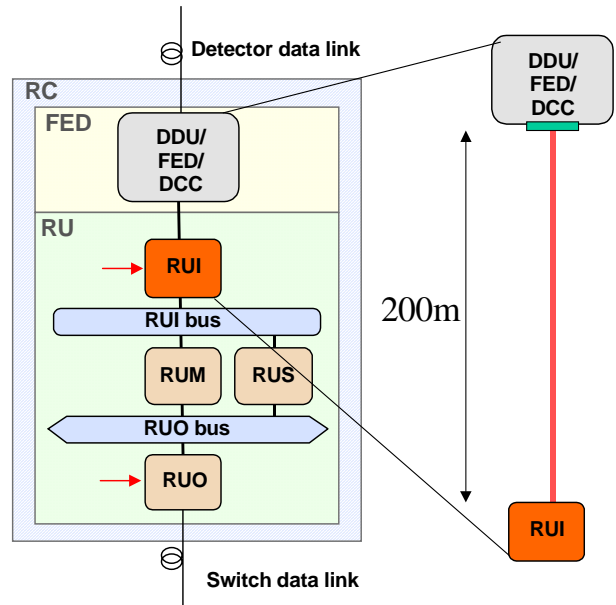 Detector data link
RC
FED
DDU/
FED/
DCC
RU
RUI
RUI bus
RUM
RUS
RUO bus
RUO
Switch data link
DDU/
FED/
DCC
200m
RUI